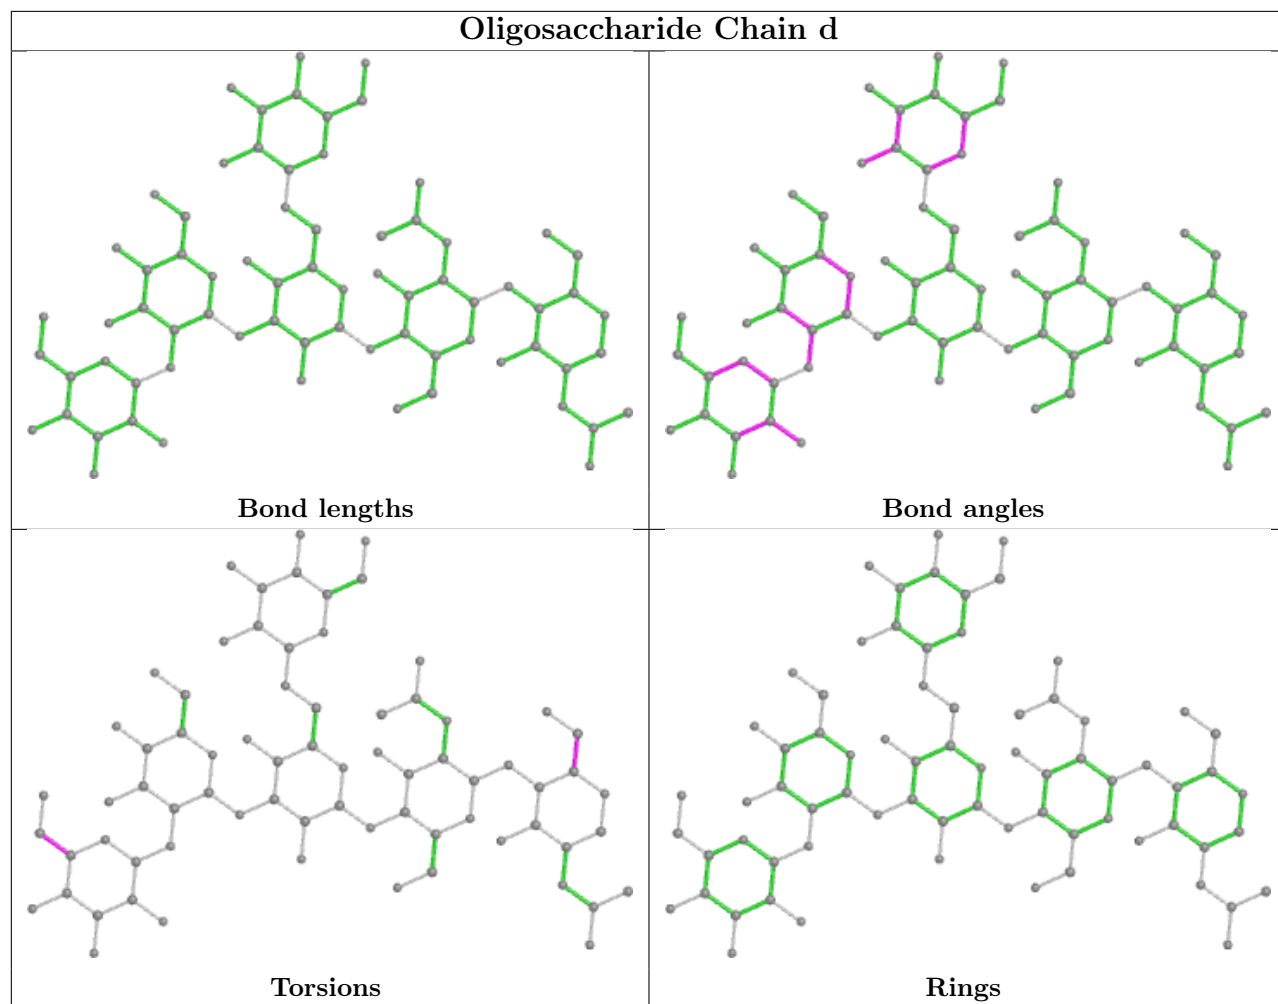 Oligosaccharide Chain d
Bond lengths
Bond angles
Torsions
Rings